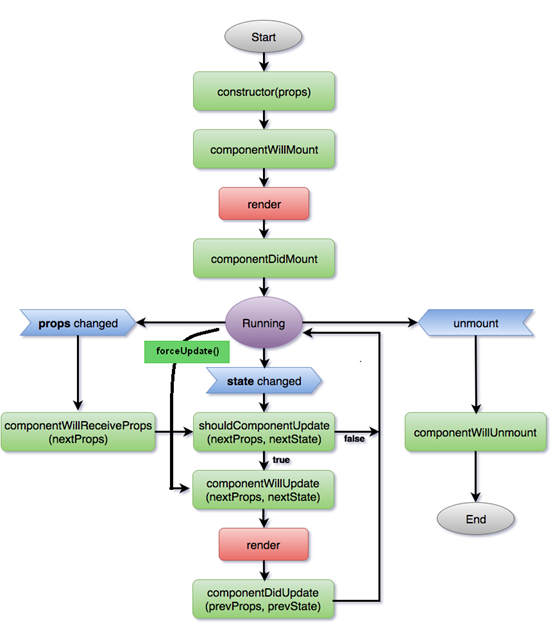 Start
constructor(props)
componentWillMount
render
componentDidMount
props changed
Running
unmount
forceUpdate()
state changed
componentWillReceiveProps
(nextProps)
shouldComponentUpdate
(nextProps, nextState)
false
componentWillUnmount
true
componentWillUpdate
(nextProps, nextState)
End
render
componentDidUpdate
(prevProps, prevState)